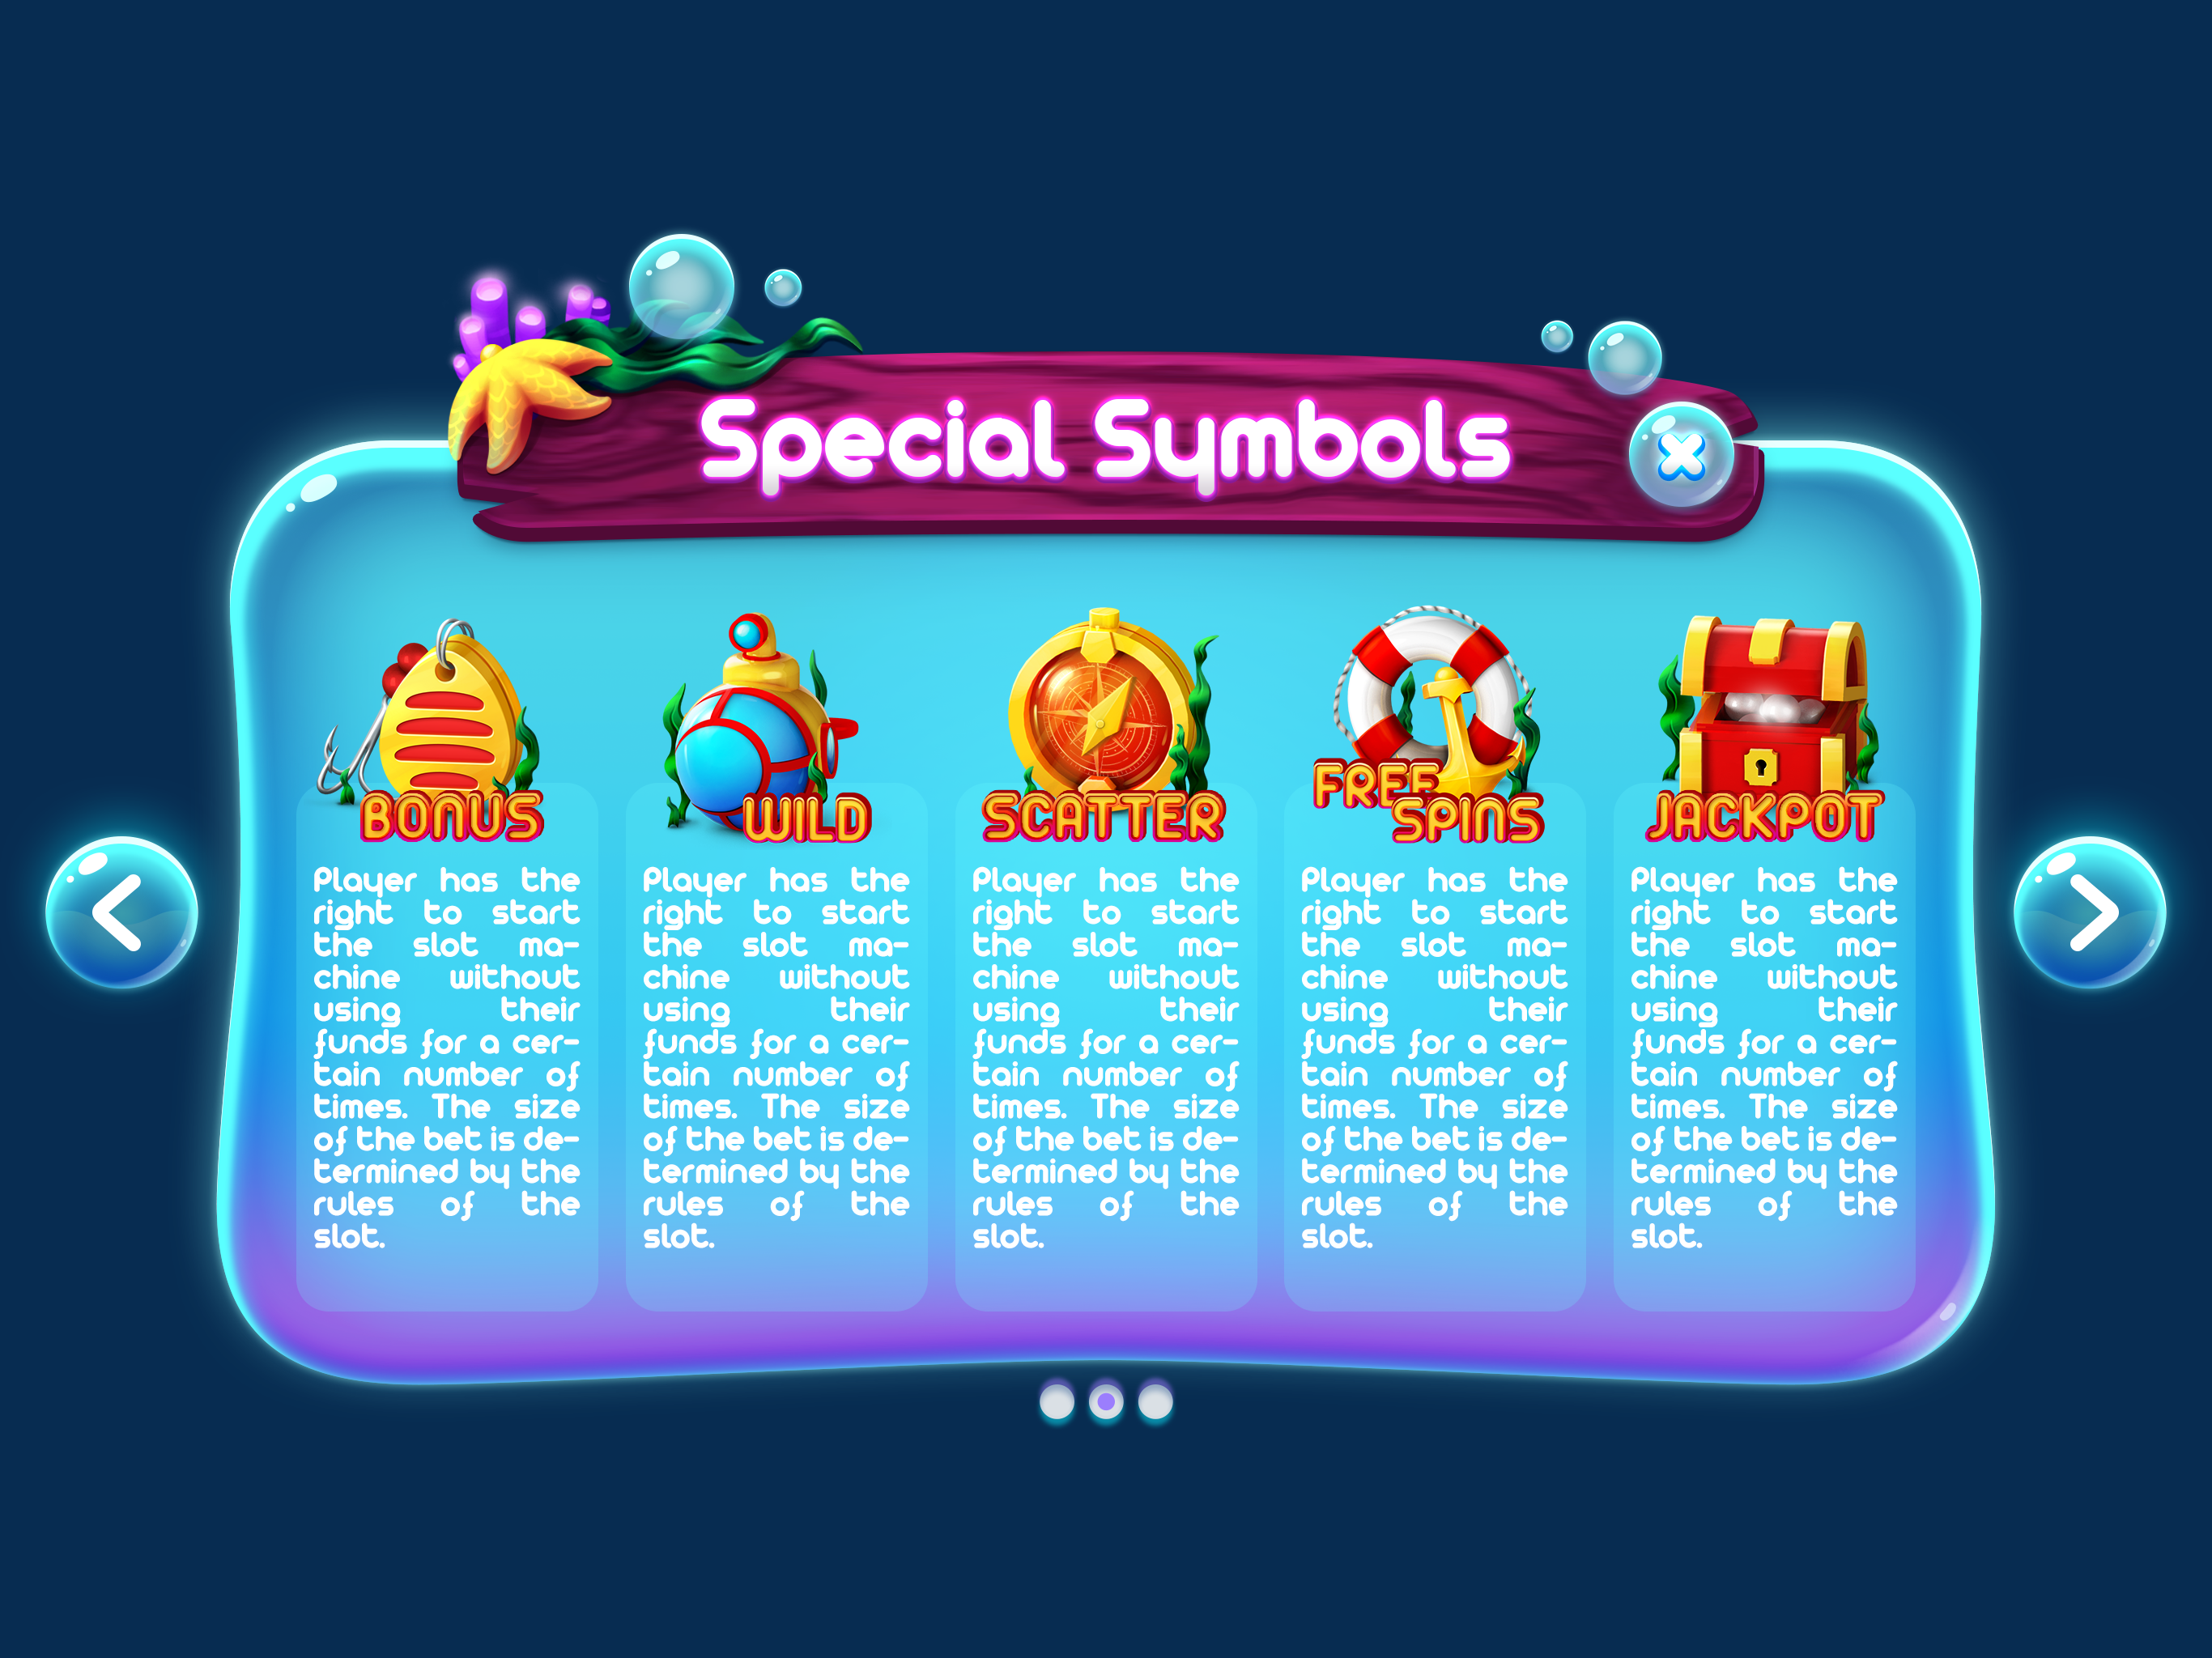 Special Symbols
BONUS
Player has the
right to start
the slot ma-
chine without
using their
funds for a cer-
tain number of
times. The size
of the bet is de-
termined by the
rules of the
slot.
WILD
Player has the
right to start
the slot ma-
chine without
using their
funds for a cer-
tain number of
times. The size
of the bet is de-
termined by the
rules of the
slot.
SCATTER
Player has the
right to start
the slot ma-
chine without
using their
funds for a cer-
tain number of
times. The size
of the bet is de-
termined by the
rules of the
slot.
FREE
SPINS
Player has the
right to start
the slot ma-
chine without
using their
funds for a cer-
tain number of
times. The size
of the bet is de-
termined by the
rules of the
slot.
JACKPOT
Player has the
right to start
the slot ma-
chine without
using their
funds for a cer-
tain number of
times. The size
of the bet is de-
termined by the
rules of the
slot.